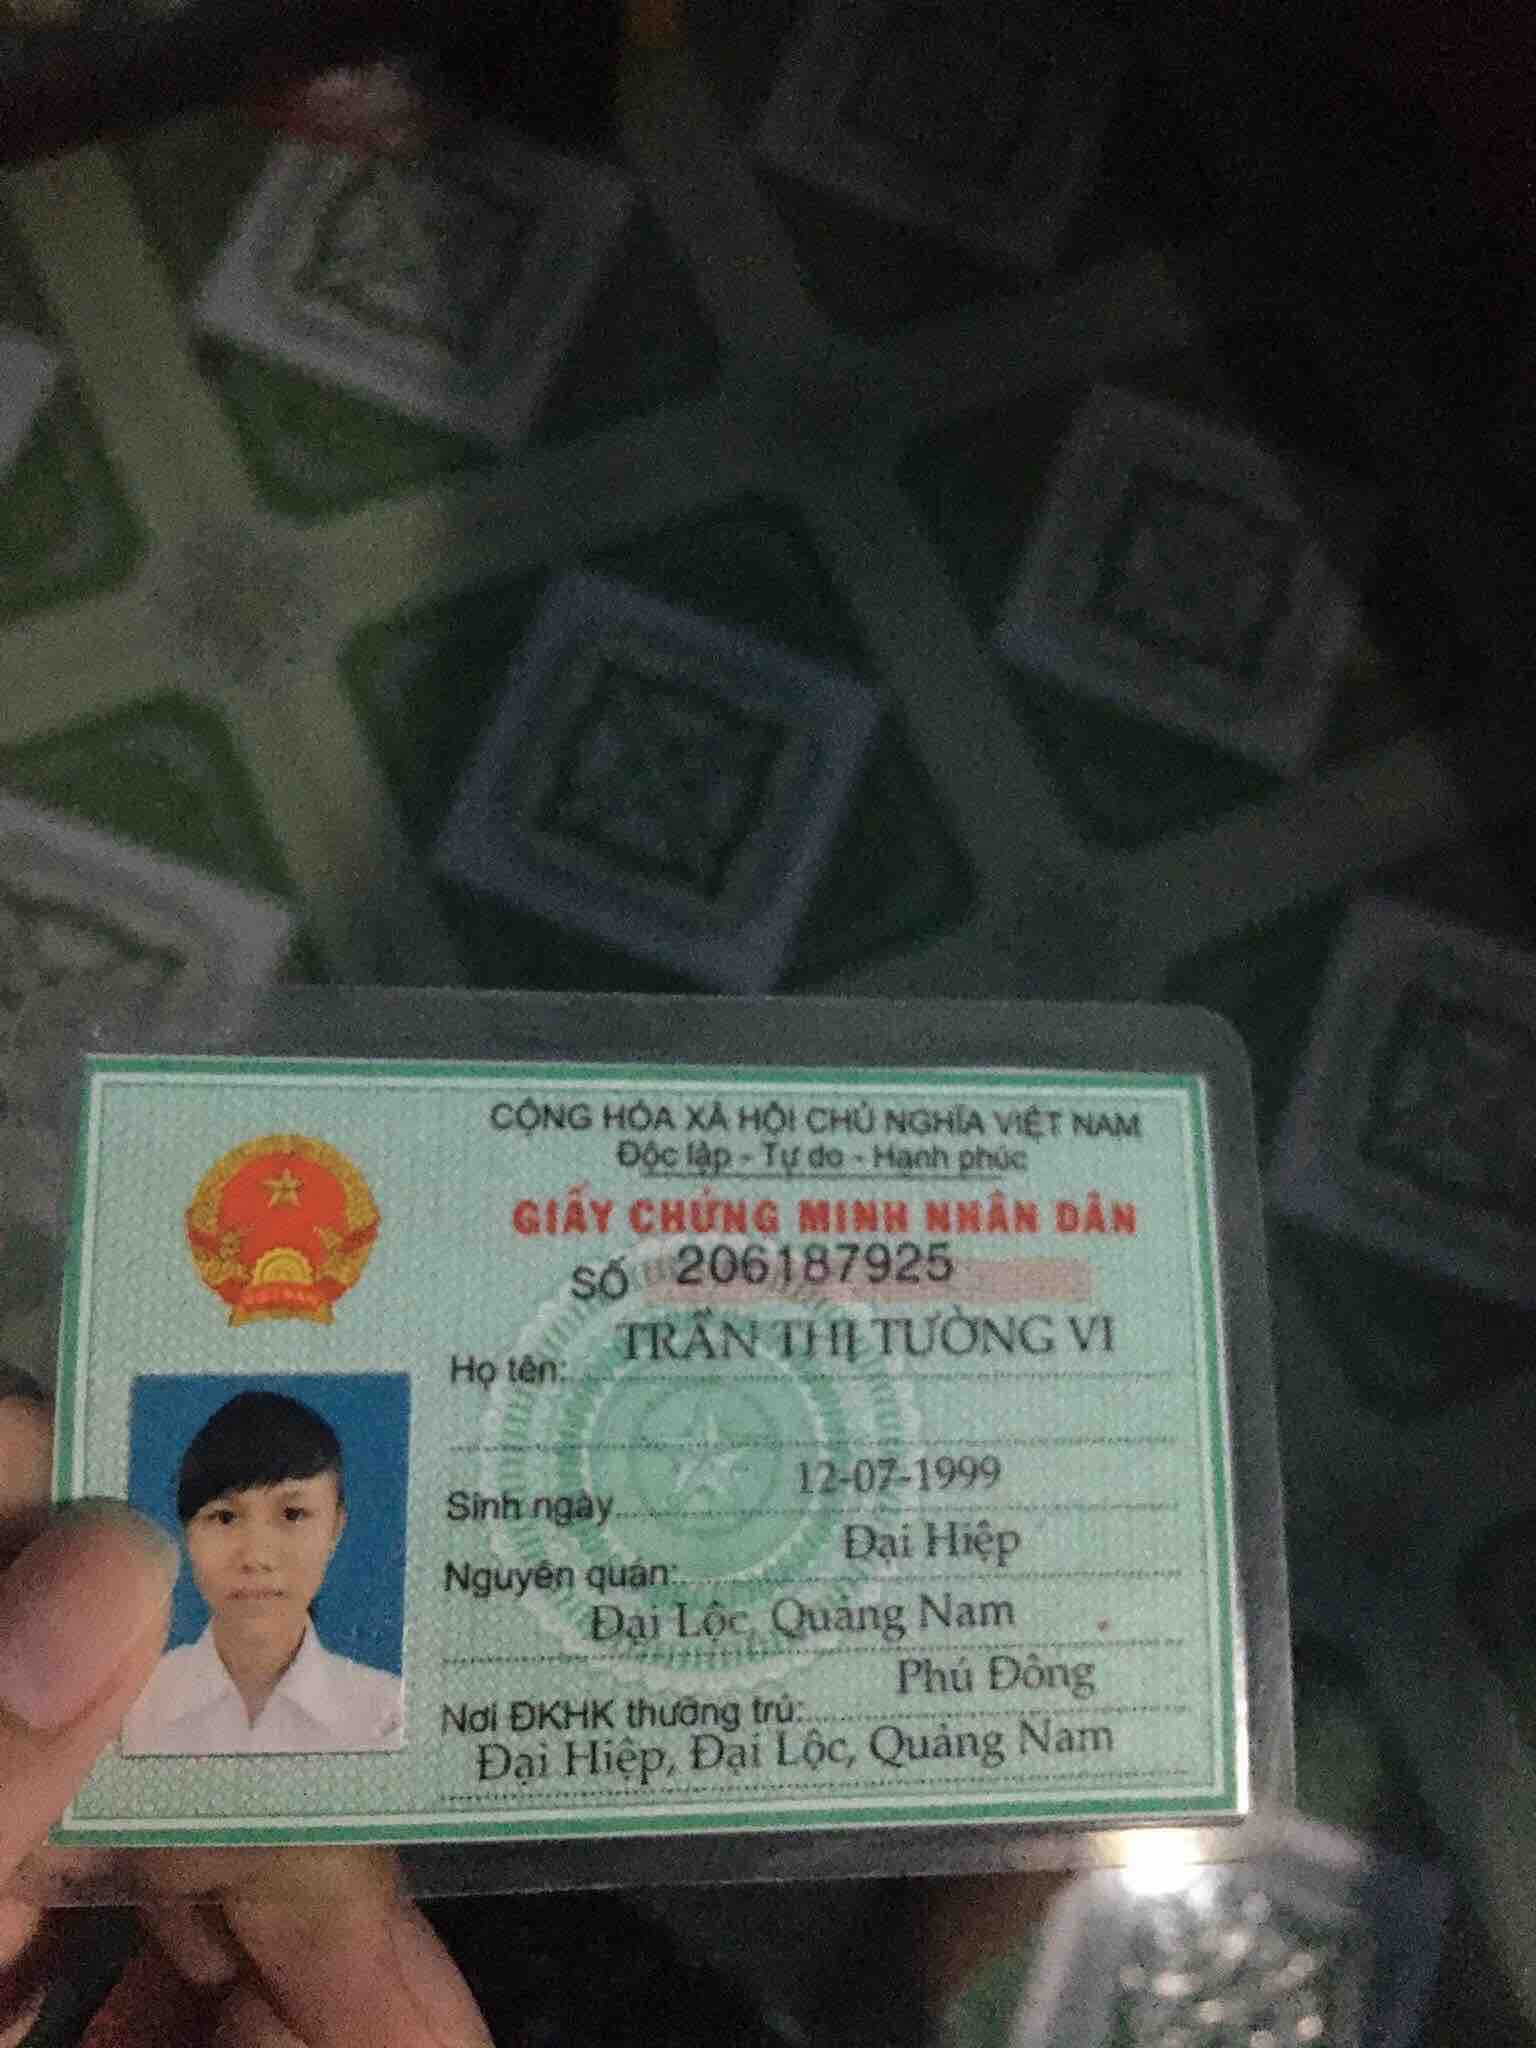 CỘNG HÒA XÃ HỘI CHỦ NGHĨA VIỆT NAM
Độc lập - Tự do - Hạnh phúc
GIẤY CHỨNG MINH NHÂN DÂN
SỐ 206187925
Họ tên: TRẦN THỊ TƯỜNG VI
Sinh ngày 12-07-1999
Nguyên quán: Đại Hiệp
Đại Lộc, Quảng Nam
Nơi ĐKHK thường trú: Phú Đông
Đại Hiệp, Đại Lộc, Quảng Nam